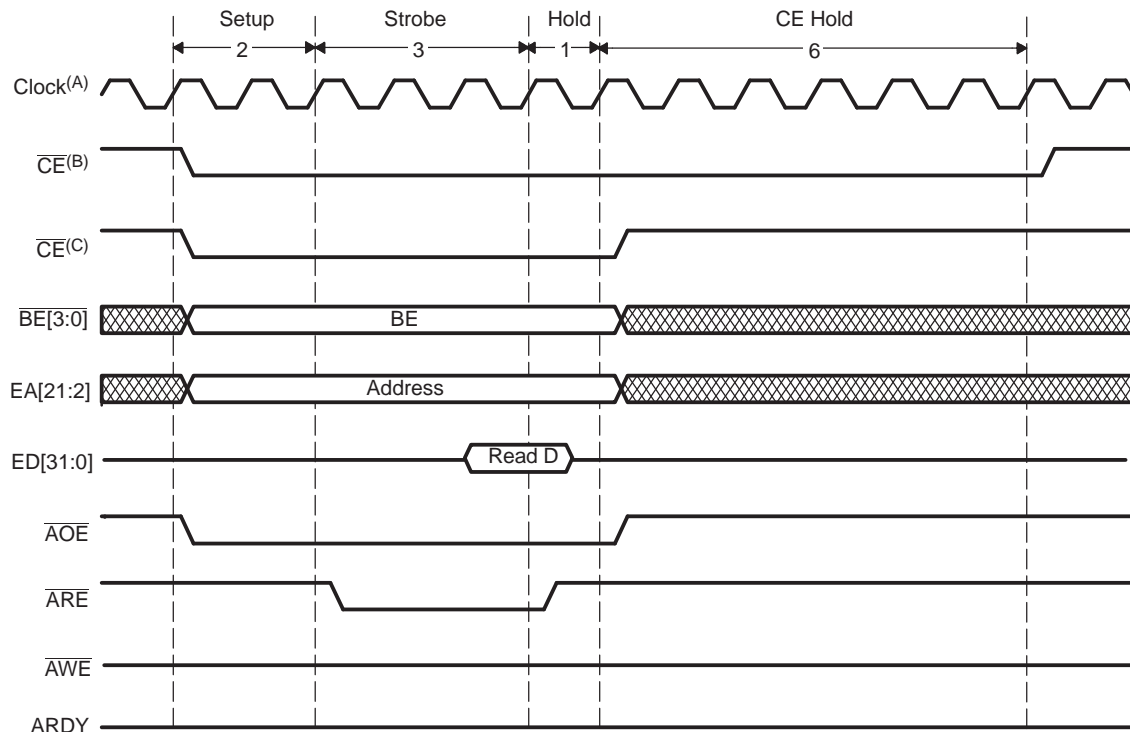 Setup Strobe Hold CE Hold
2 3 1 6
Clock(A)
CE(B)
CE(C)
BE[3:0] BE
EA[21:2] Address
ED[31:0] Read D
AOE
ARE
AWE
ARDY